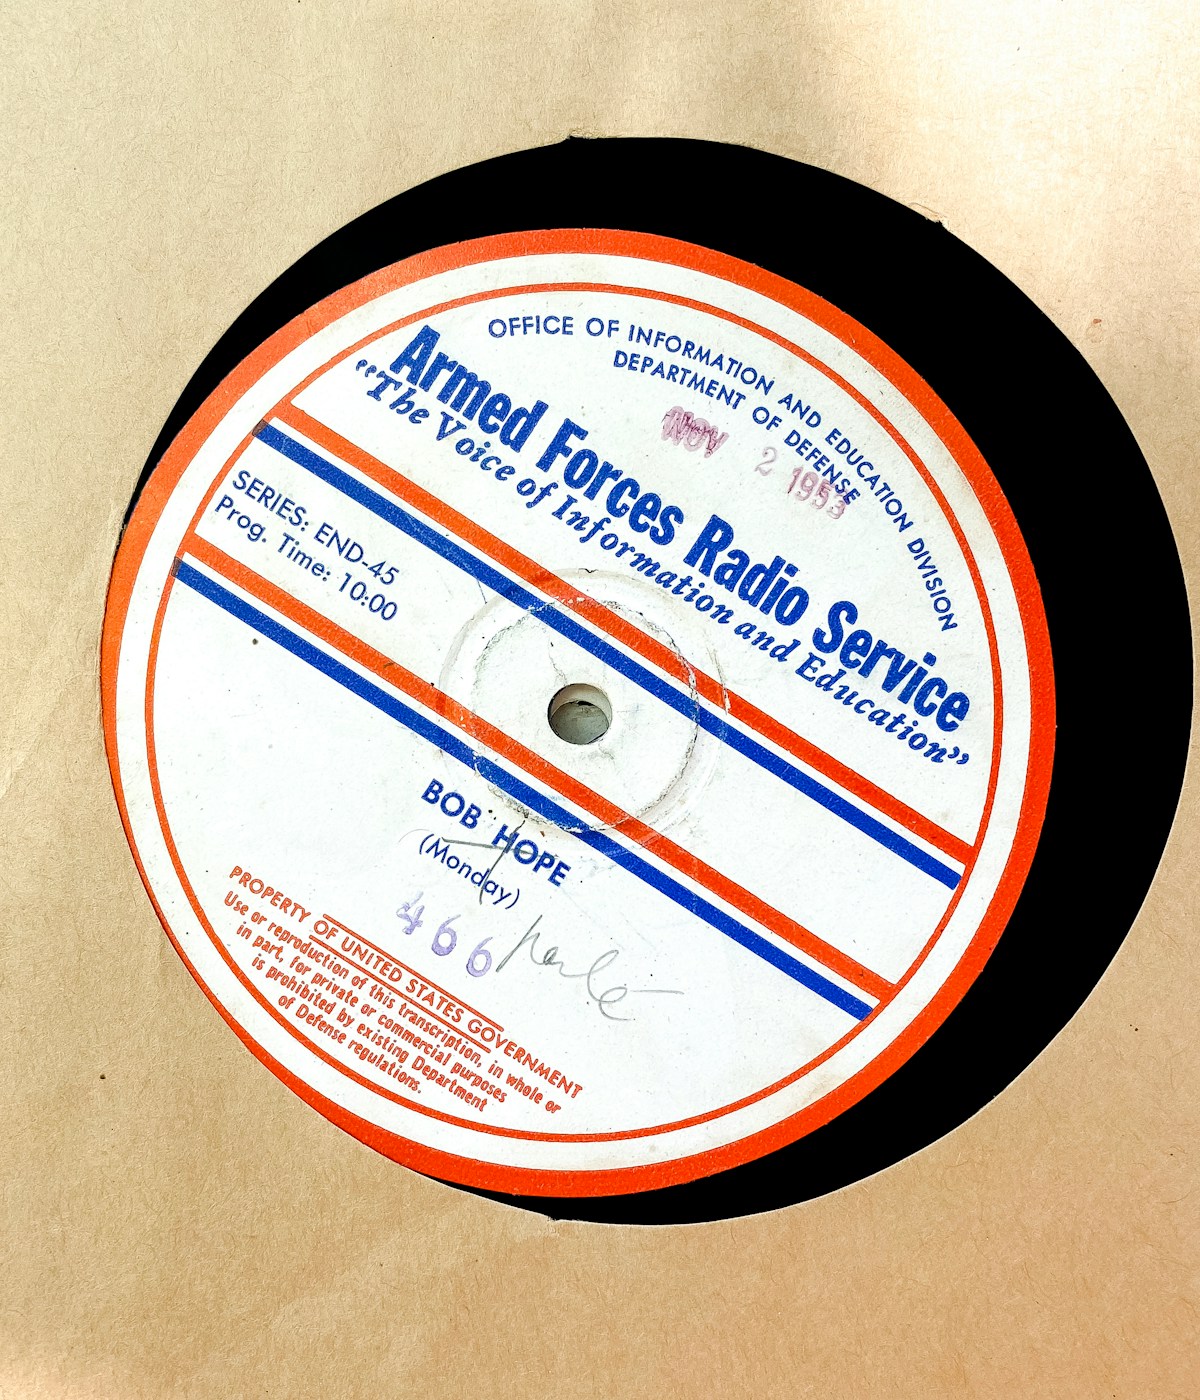 OFFICE OF INFORMATION AND EDUCATION DIVISION
DEPARTMENT OF DEFENSE
NOV 2 1953
Armed Forces Radio Service
“The Voice of Information and Education”
SERIES: END-45
Prog. Time: 10:00
BOB HOPE
(Monday)
466
PROPERTY OF UNITED STATES GOVERNMENT
Use or reproduction of this transcription, in whole or
in part, for private or commercial purposes
is prohibited by existing Department
of Defense regulations.